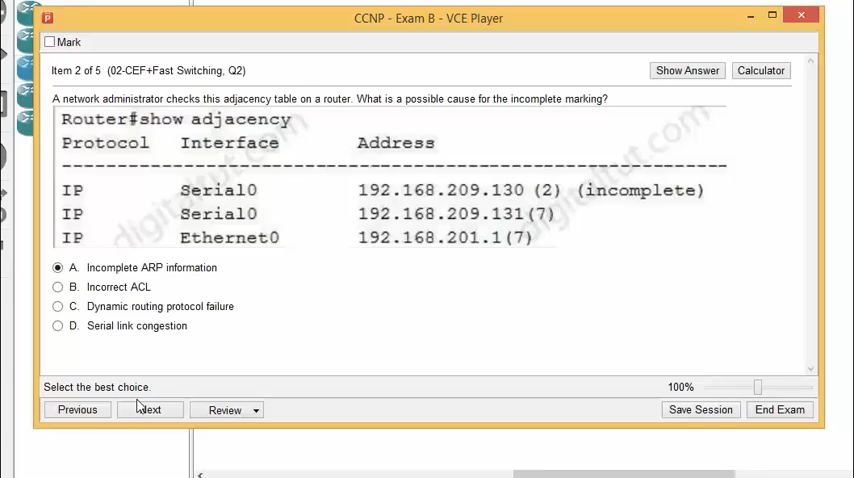 CCNP - Exam B - VCE Player
Mark
Item 2 of 5 (02-CEF+Fast Switching, Q2)
Show Answer
Calculator
A network administrator checks this adjacency table on a router. What is a possible cause for the incomplete marking?
Router#show adjacency
Protocol Interface Address
--------------------------------------------------------------------
IP Serial0 192.168.209.130 (2) (incomplete)
IP Serial0 192.168.209.131(7)
IP Ethernet0 192.168.201.1(7)
digitaltut.com
digitaltut.com
A. Incomplete ARP information
B. Incorrect ACL
C. Dynamic routing protocol failure
D. Serial link congestion
Select the best choice.
100%
Previous
Next
Review
Save Session
End Exam